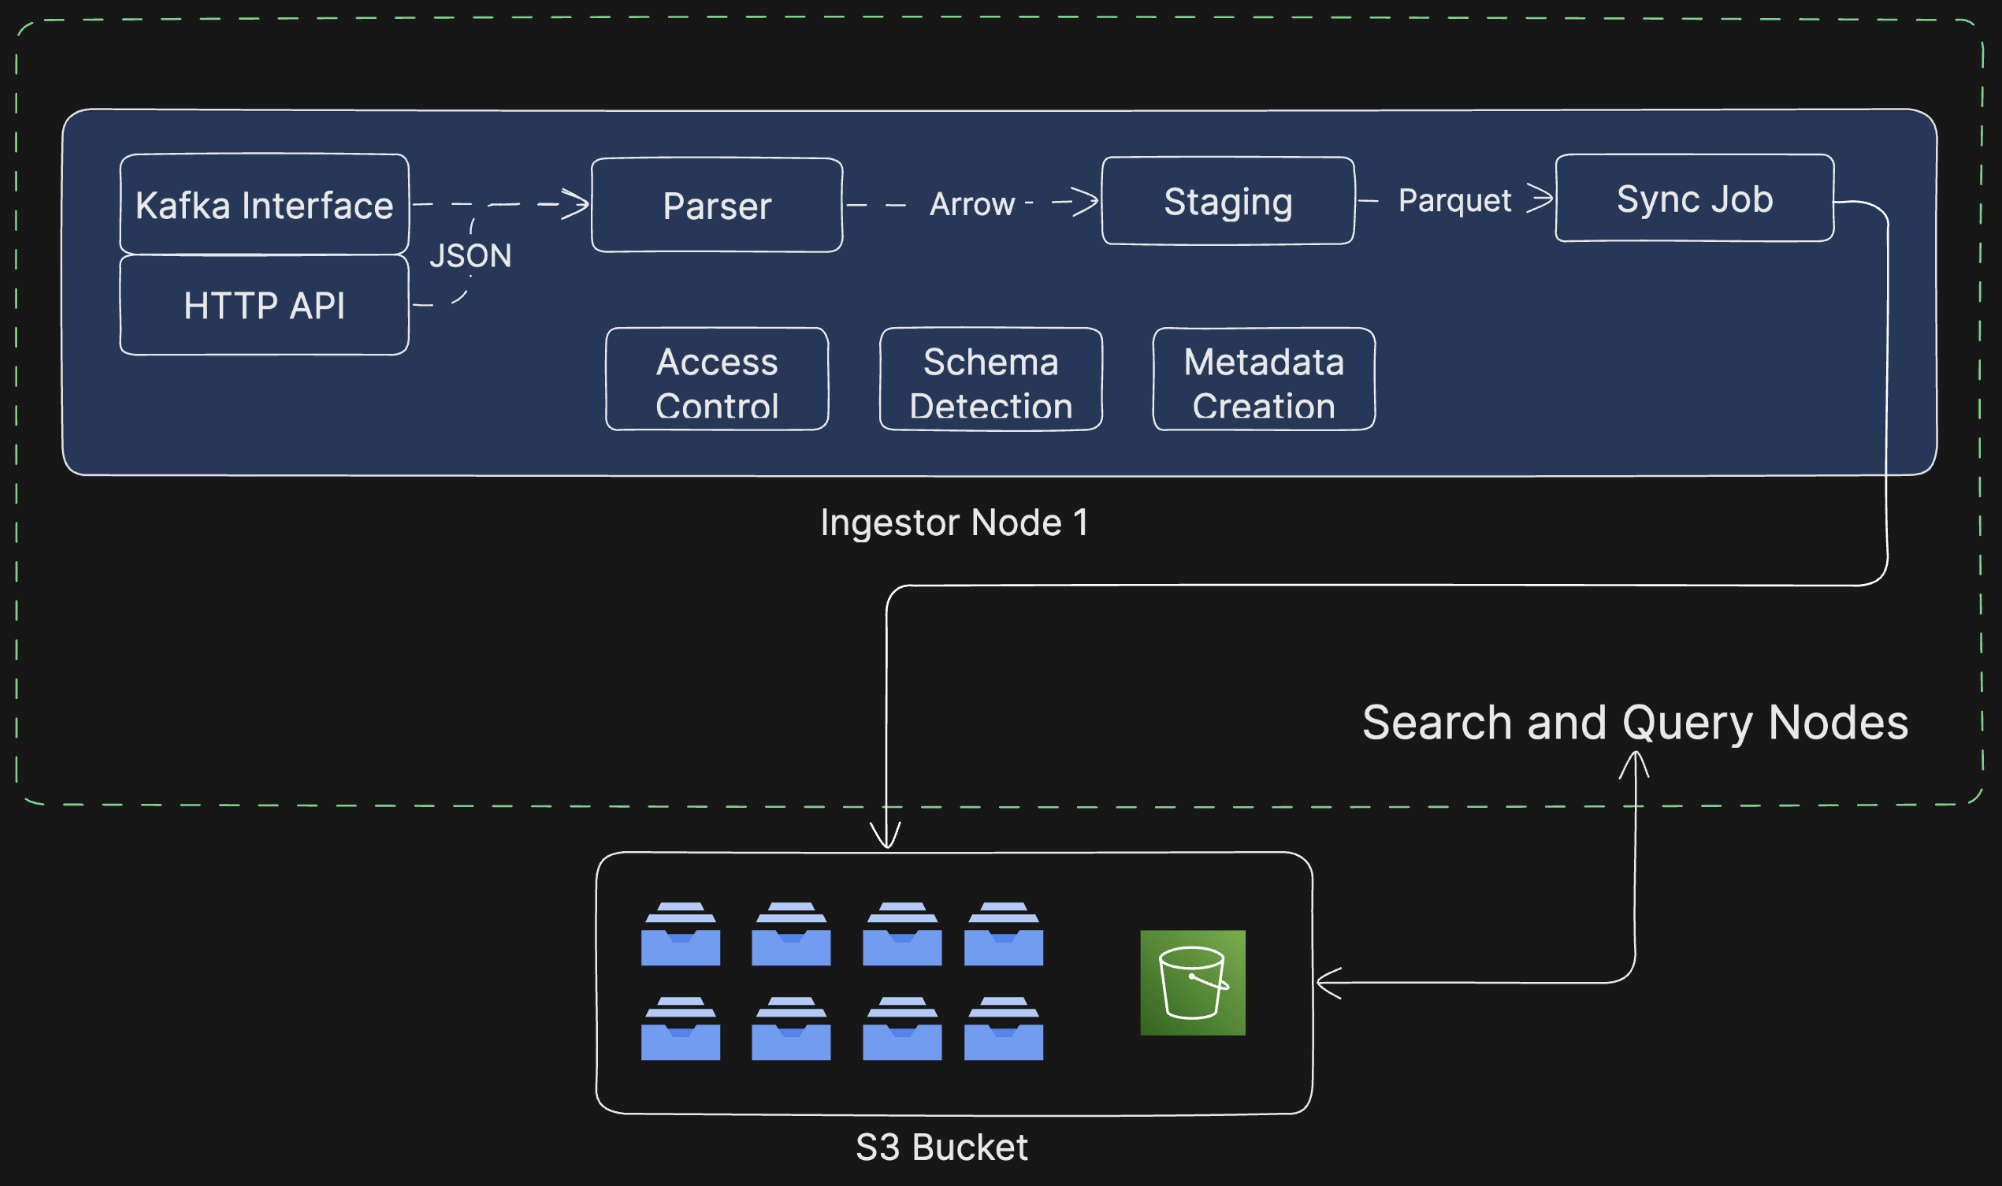 Kafka Interface
HTTP API
JSON
Parser
Arrow
Staging
Parquet
Sync Job
Access
Control
Schema
Detection
Metadata
Creation
Ingestor Node 1
Search and Query Nodes
S3 Bucket